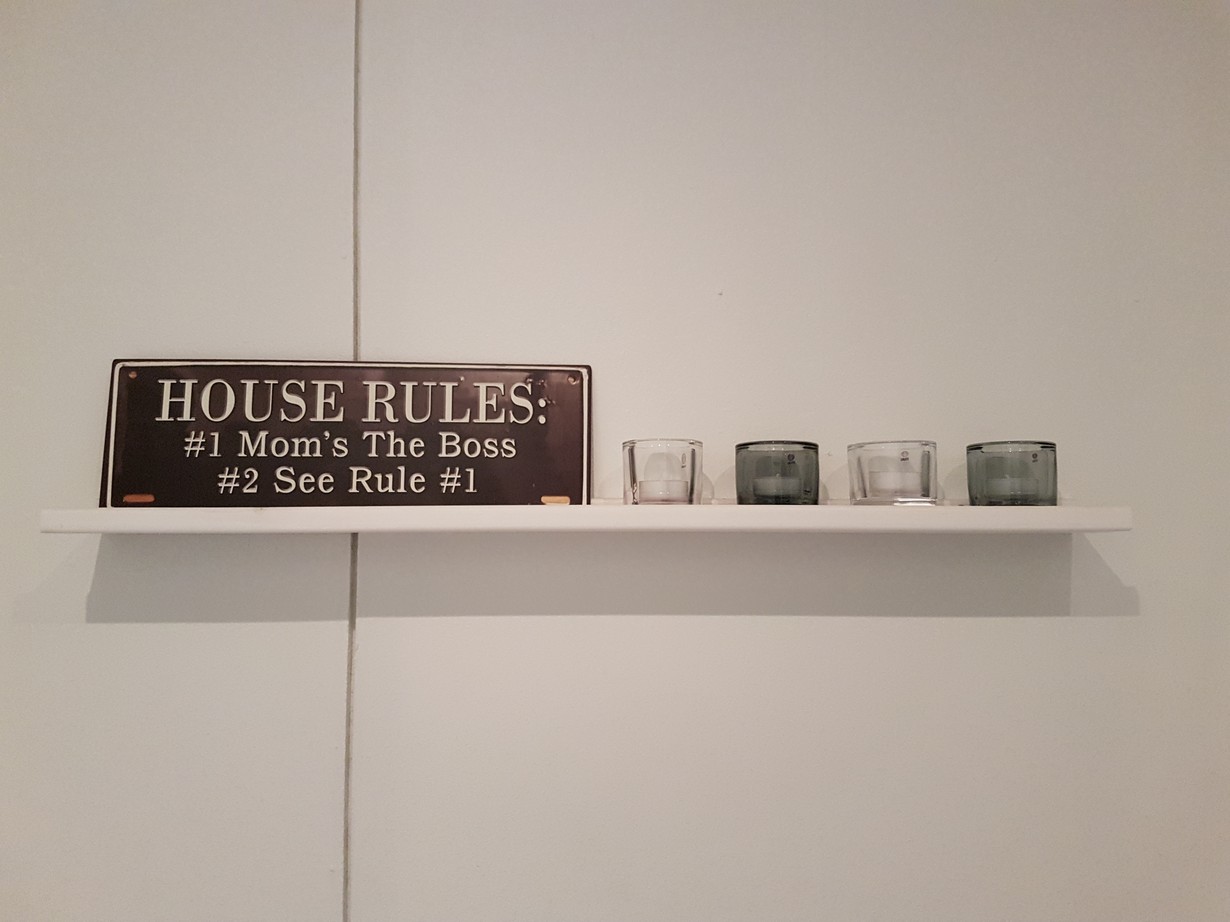 HOUSE RULES:
#1 Mom's The Boss
#2 See Rule #1